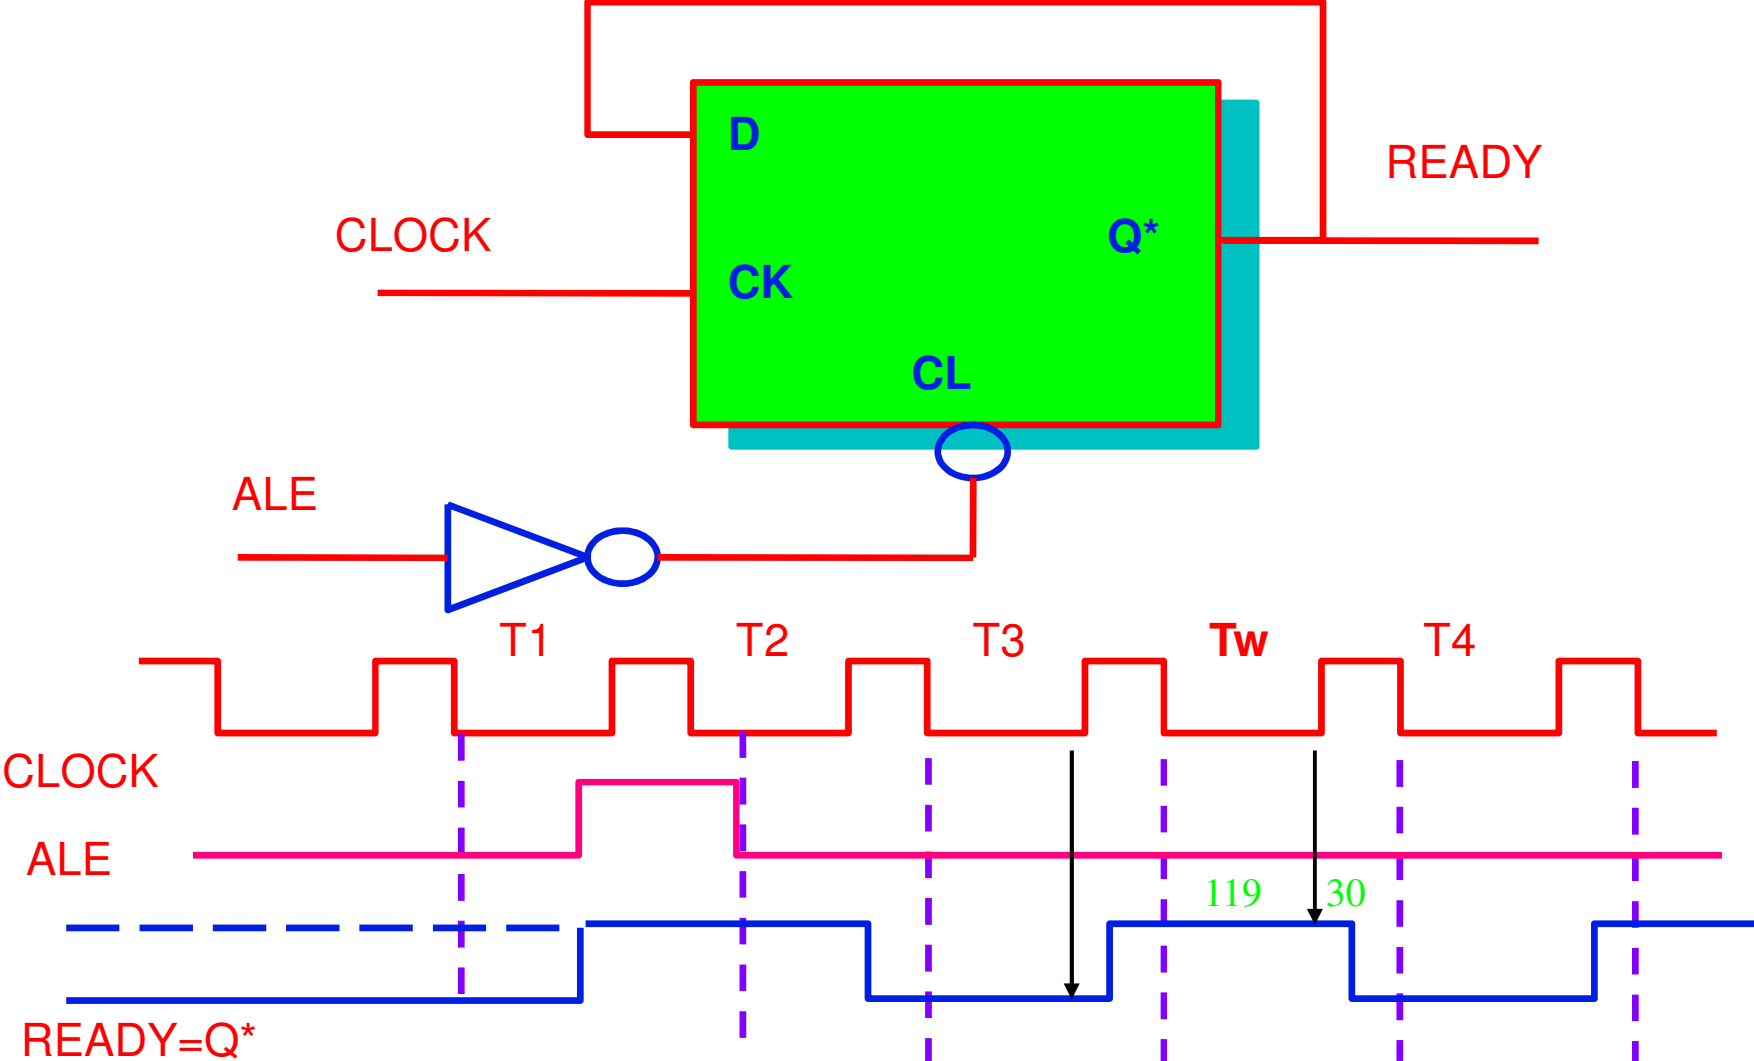 D
READY
CLOCK
Q*
CK
CL
ALE
T1 T2 T3 Tw T4
CLOCK
ALE
119 30
READY=Q*